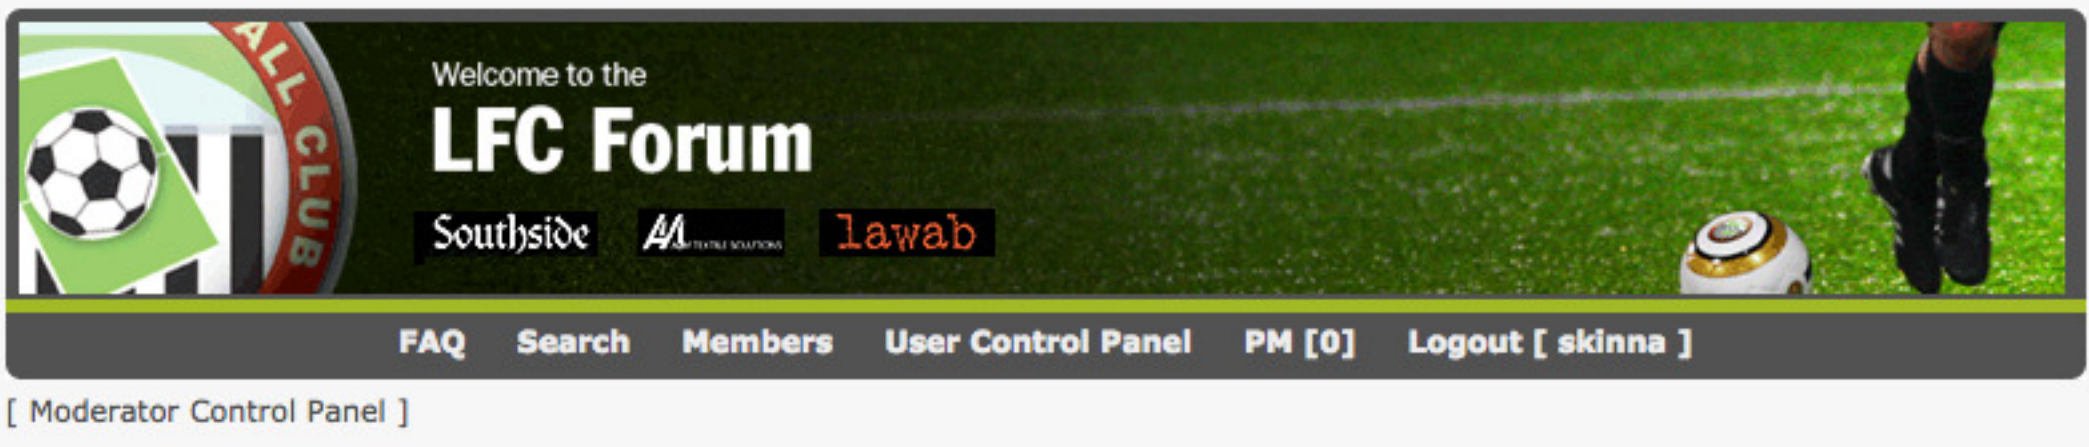 ALL CLUB
Welcome to the
LFC Forum
Southside
lawab
FAQ Search Members User Control Panel PM [0] Logout [ skinna ]
[ Moderator Control Panel ]